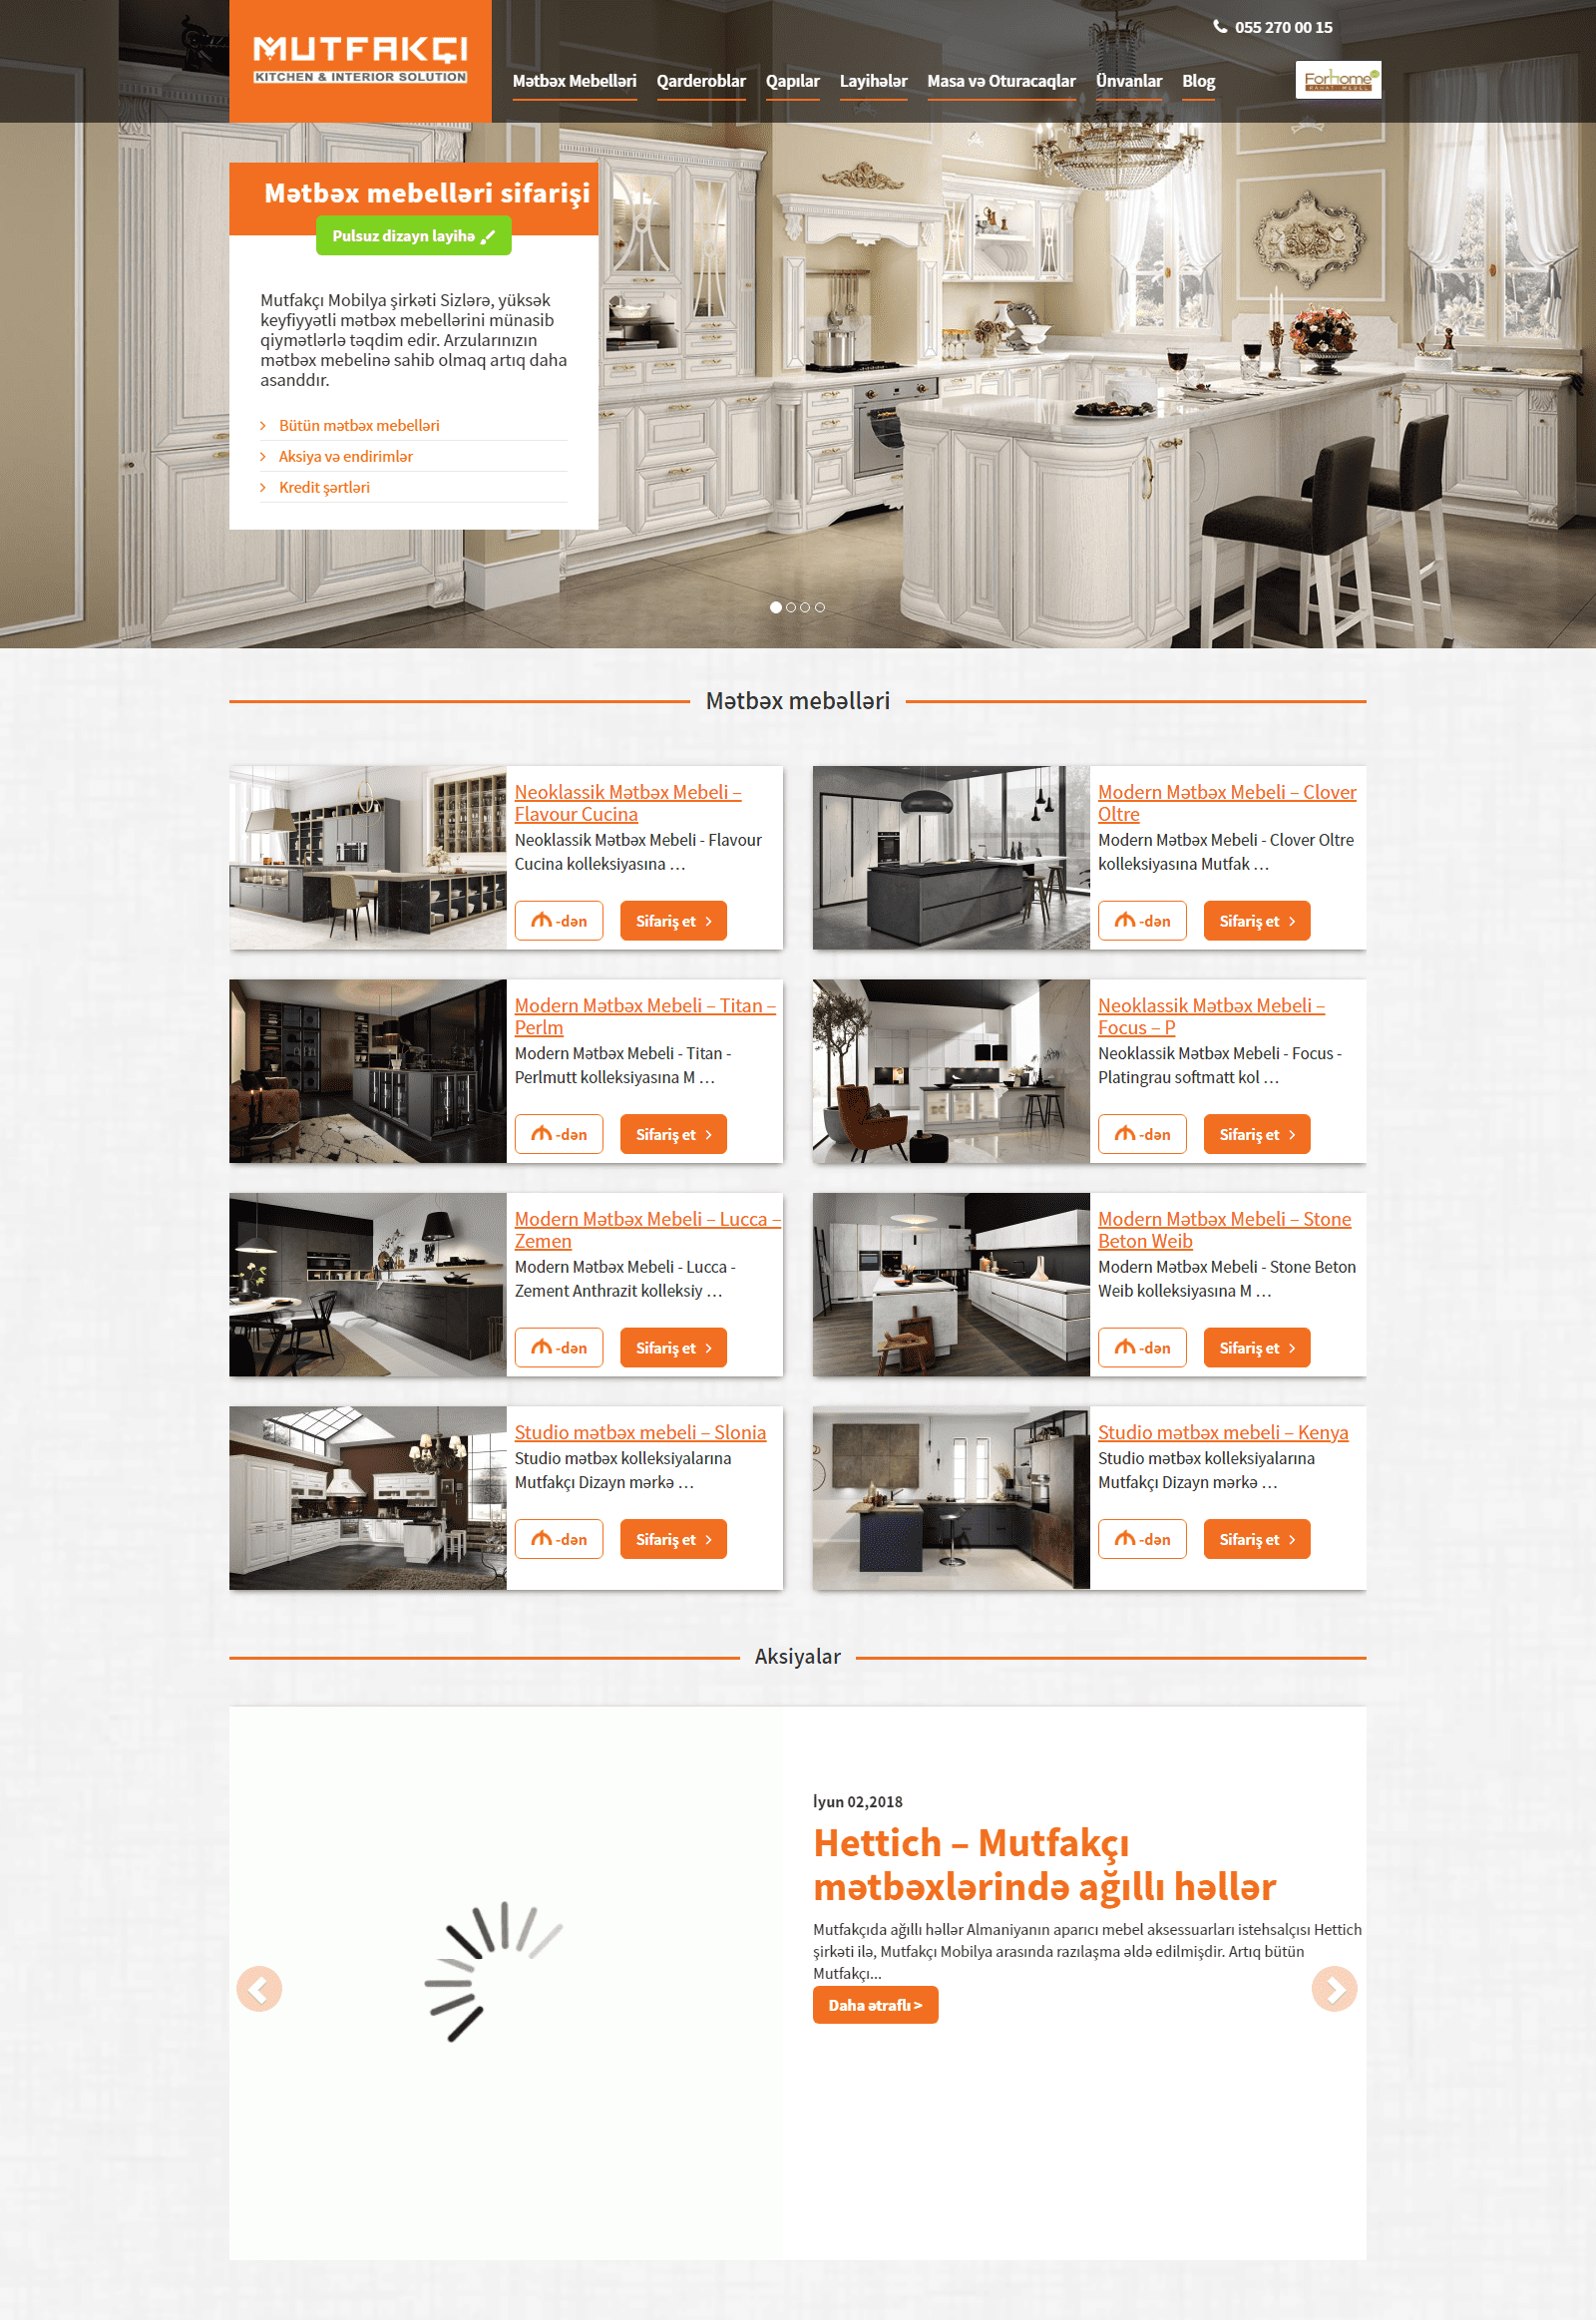 MUTFAKÇI
KITCHEN & INTERIOR SOLUTION
055 270 00 15
Mətbəx Mebelləri Qarderoblar Qapılar Layihələr Masa və Oturacaqlar Ünvanlar Blog
Forhome
RAHAT MEBEL
Mətbəx mebelləri sifarişi
Pulsuz dizayn layihə
Mutfakçı Mobilya şirkəti Sizlərə, yüksək
keyfiyyətli mətbəx mebellərini münasib
qiymətlərlə təqdim edir. Arzularınızın
mətbəx mebelinə sahib olmaq artıq daha
asanddır.
Bütün mətbəx mebelləri
Aksiya və endirimlər
Kredit şərtləri
Mətbəx mebəlləri
Neoklassik Mətbəx Mebeli –
Flavour Cucina
Neoklassik Mətbəx Mebeli - Flavour
Cucina kolleksiyasına …
₼ -dən Sifariş et
Modern Mətbəx Mebeli – Clover
Oltre
Modern Mətbəx Mebeli - Clover Oltre
kolleksiyasına Mutfak …
₼ -dən Sifariş et
Modern Mətbəx Mebeli – Titan –
Perlm
Modern Mətbəx Mebeli - Titan -
Perlmutt kolleksiyasına M …
₼ -dən Sifariş et
Neoklassik Mətbəx Mebeli –
Focus – P
Neoklassik Mətbəx Mebeli - Focus -
Platingrau softmatt kol …
₼ -dən Sifariş et
Modern Mətbəx Mebeli – Lucca –
Zemen
Modern Mətbəx Mebeli - Lucca -
Zement Anthrazit kolleksiy …
₼ -dən Sifariş et
Modern Mətbəx Mebeli – Stone
Beton Weib
Modern Mətbəx Mebeli - Stone Beton
Weib kolleksiyasına M …
₼ -dən Sifariş et
Studio mətbəx mebeli – Slonia
Studio mətbəx kolleksiyalarına
Mutfakçı Dizayn mərkə …
₼ -dən Sifariş et
Studio mətbəx mebeli – Kenya
Studio mətbəx kolleksiyalarına
Mutfakçı Dizayn mərkə …
₼ -dən Sifariş et
Aksiyalar
İyun 02,2018
Hettich – Mutfakçı
mətbəxlərində ağıllı həllər
Mutfakçıda ağıllı həllər Almaniyanın aparıcı mebel aksessuarları istehsalçısı Hettich
şirkəti ilə, Mutfakçı Mobilya arasında razılaşma əldə edilmişdir. Artıq bütün
Mutfakçı...
Daha ətraflı >